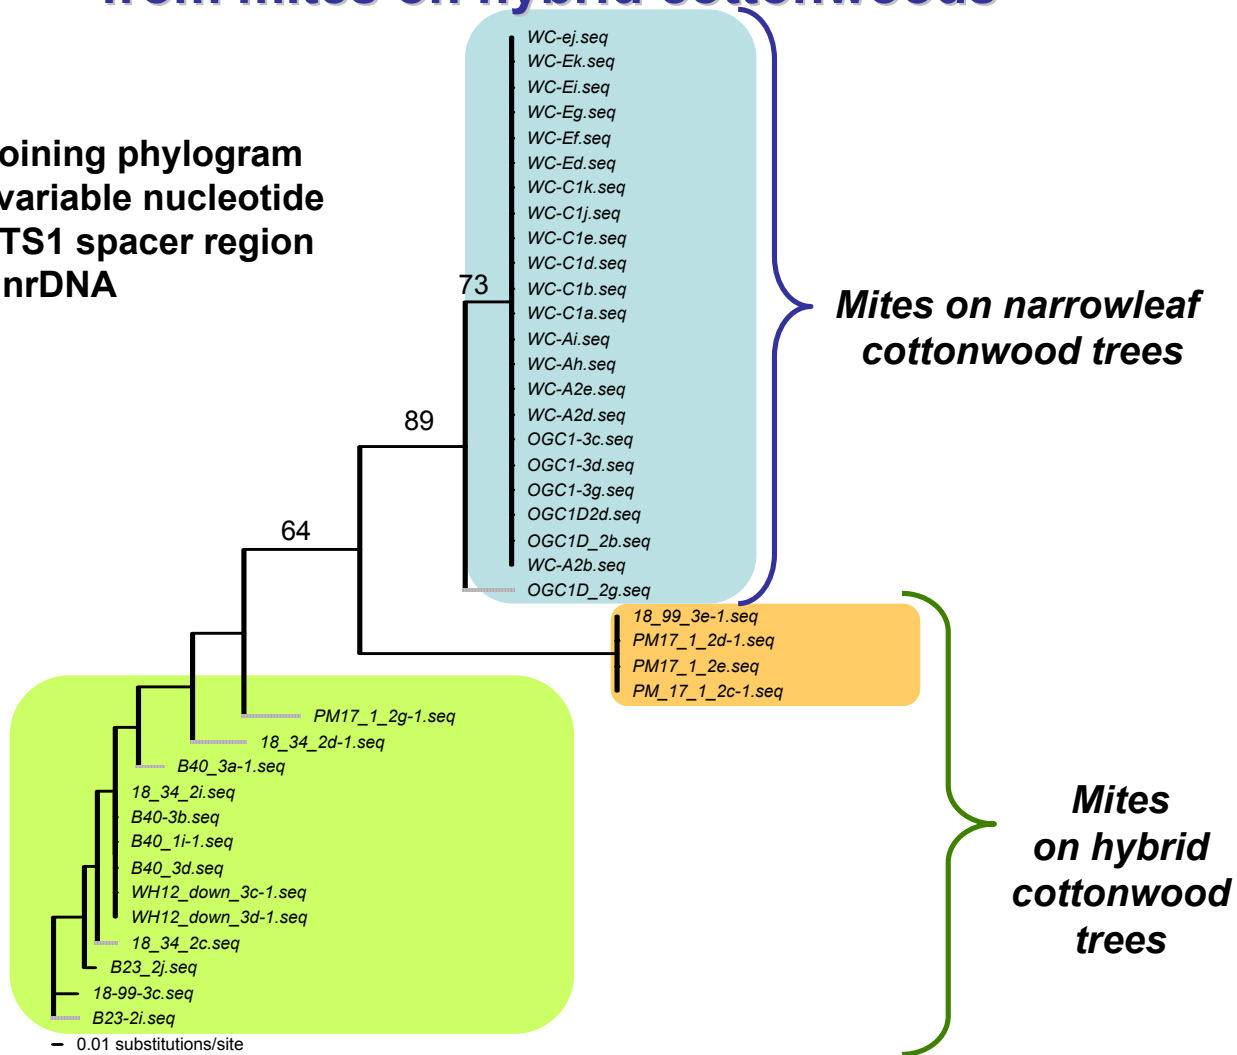 from mites on hybrid cottonwoods
oining phylogram
variable nucleotide
TS1 spacer region
nrDNA
WC-ej.seq
WC-Ek.seq
WC-Ei.seq
WC-Eg.seq
WC-Ef.seq
WC-Ed.seq
WC-C1k.seq
WC-C1j.seq
WC-C1e.seq
WC-C1d.seq
WC-C1b.seq
WC-C1a.seq
WC-Ai.seq
WC-Ah.seq
WC-A2e.seq
WC-A2d.seq
OGC1-3c.seq
OGC1-3d.seq
OGC1-3g.seq
OGC1D2d.seq
OGC1D_2b.seq
WC-A2b.seq
OGC1D_2g.seq
73
89
64
Mites on narrowleaf
cottonwood trees
18_99_3e-1.seq
PM17_1_2d-1.seq
PM17_1_2e.seq
PM_17_1_2c-1.seq
PM17_1_2g-1.seq
18_34_2d-1.seq
B40_3a-1.seq
18_34_2i.seq
B40-3b.seq
B40_1i-1.seq
B40_3d.seq
WH12_down_3c-1.seq
WH12_down_3d-1.seq
18_34_2c.seq
B23_2j.seq
18-99-3c.seq
B23-2i.seq
Mites
on hybrid
cottonwood
trees
0.01 substitutions/site